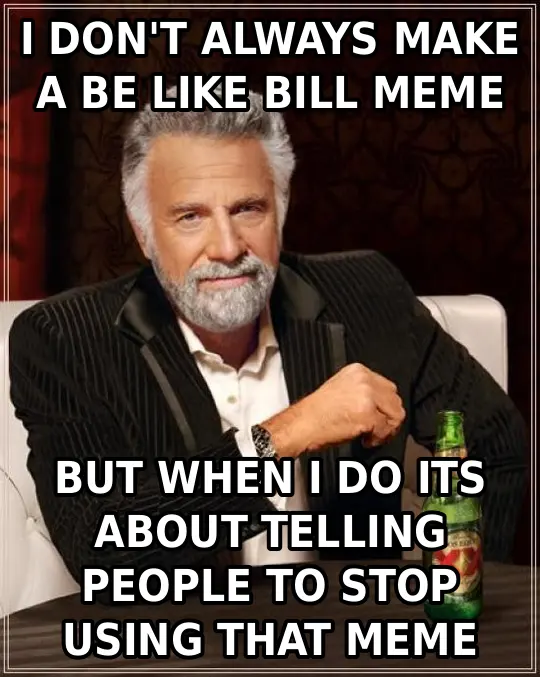 I DON'T ALWAYS MAKE
A BE LIKE BILL MEME
BUT WHEN I DO ITS
ABOUT TELLING
PEOPLE TO STOP
USING THAT MEME